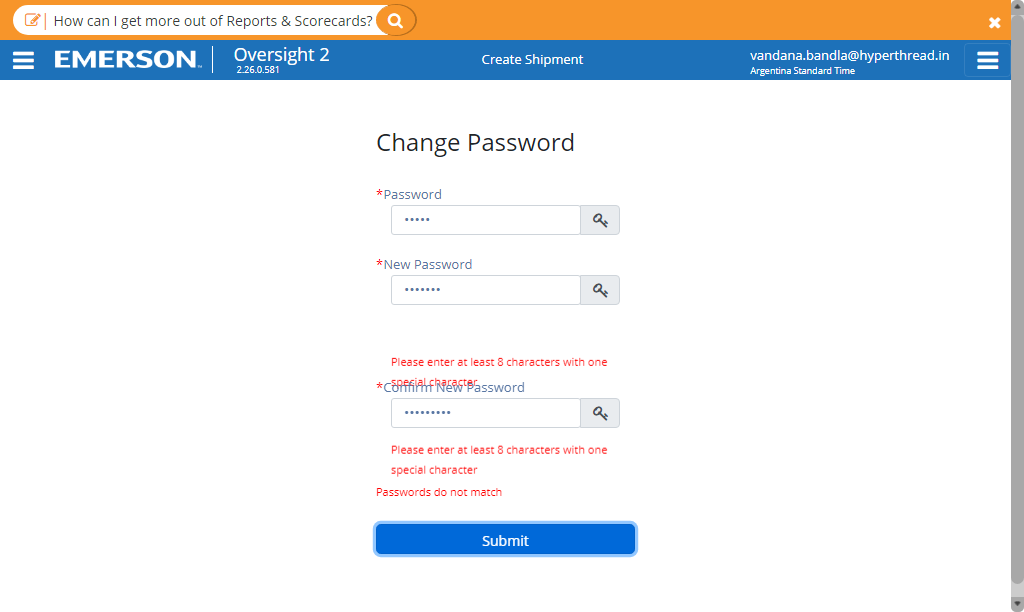 How can I get more out of Reports & Scorecards?
EMERSON™
Oversight 2
2.26.0.581
Create Shipment
vandana.bandla@hyperthread.in
Argentina Standard Time
Change Password
*Password
•••••
*New Password
•••••••
Please enter at least 8 characters with one
special character
*Confirm New Password
•••••••••
Please enter at least 8 characters with one
special character
Passwords do not match
Submit